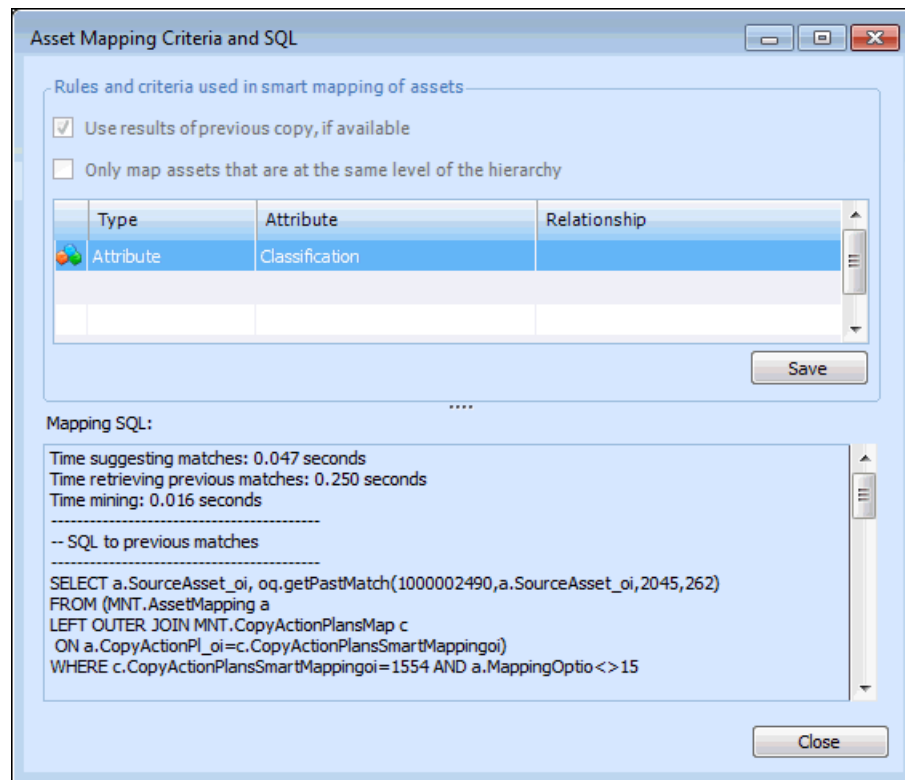 Asset Mapping Criteria and SQL
Rules and criteria used in smart mapping of assets
Use results of previous copy, if available
Only map assets that are at the same level of the hierarchy
Type Attribute Relationship
Attribute Classification
Save
Mapping SQL:
Time suggesting matches: 0.047 seconds
Time retrieving previous matches: 0.250 seconds
Time mining: 0.016 seconds
------------------------------------------
-- SQL to previous matches
------------------------------------------
SELECT a.SourceAsset_oi, oq.getPastMatch(1000002490,a.SourceAsset_oi,2045,262)
FROM (MNT.AssetMapping a
LEFT OUTER JOIN MNT.CopyActionPlansMap c
ON a.CopyActionPl_oi=c.CopyActionPlansSmartMappingoi)
WHERE c.CopyActionPlansSmartMappingoi=1554 AND a.MappingOptio<>15
Close